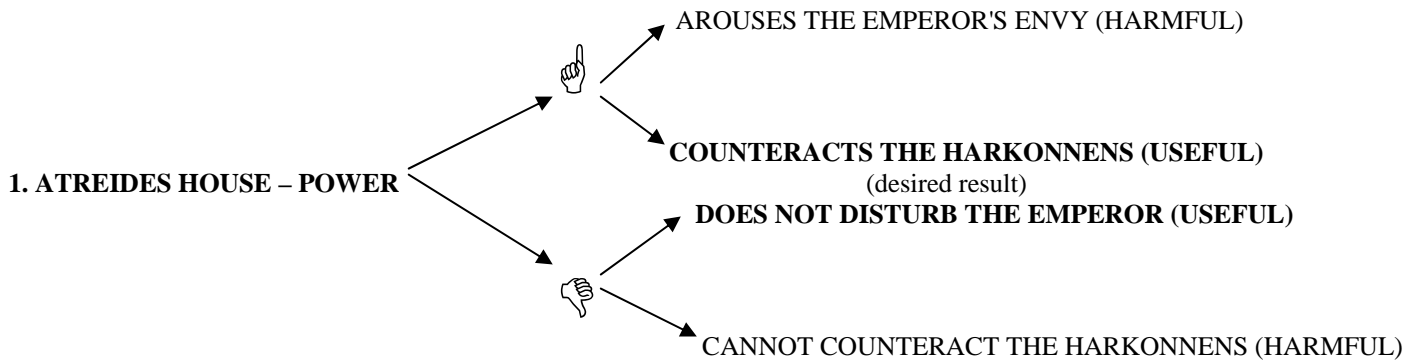 AROUSES THE EMPEROR'S ENVY (HARMFUL)
COUNTERACTS THE HARKONNENS (USEFUL)
1. ATREIDES HOUSE – POWER
(desired result)
DOES NOT DISTURB THE EMPEROR (USEFUL)
CANNOT COUNTERACT THE HARKONNENS (HARMFUL)